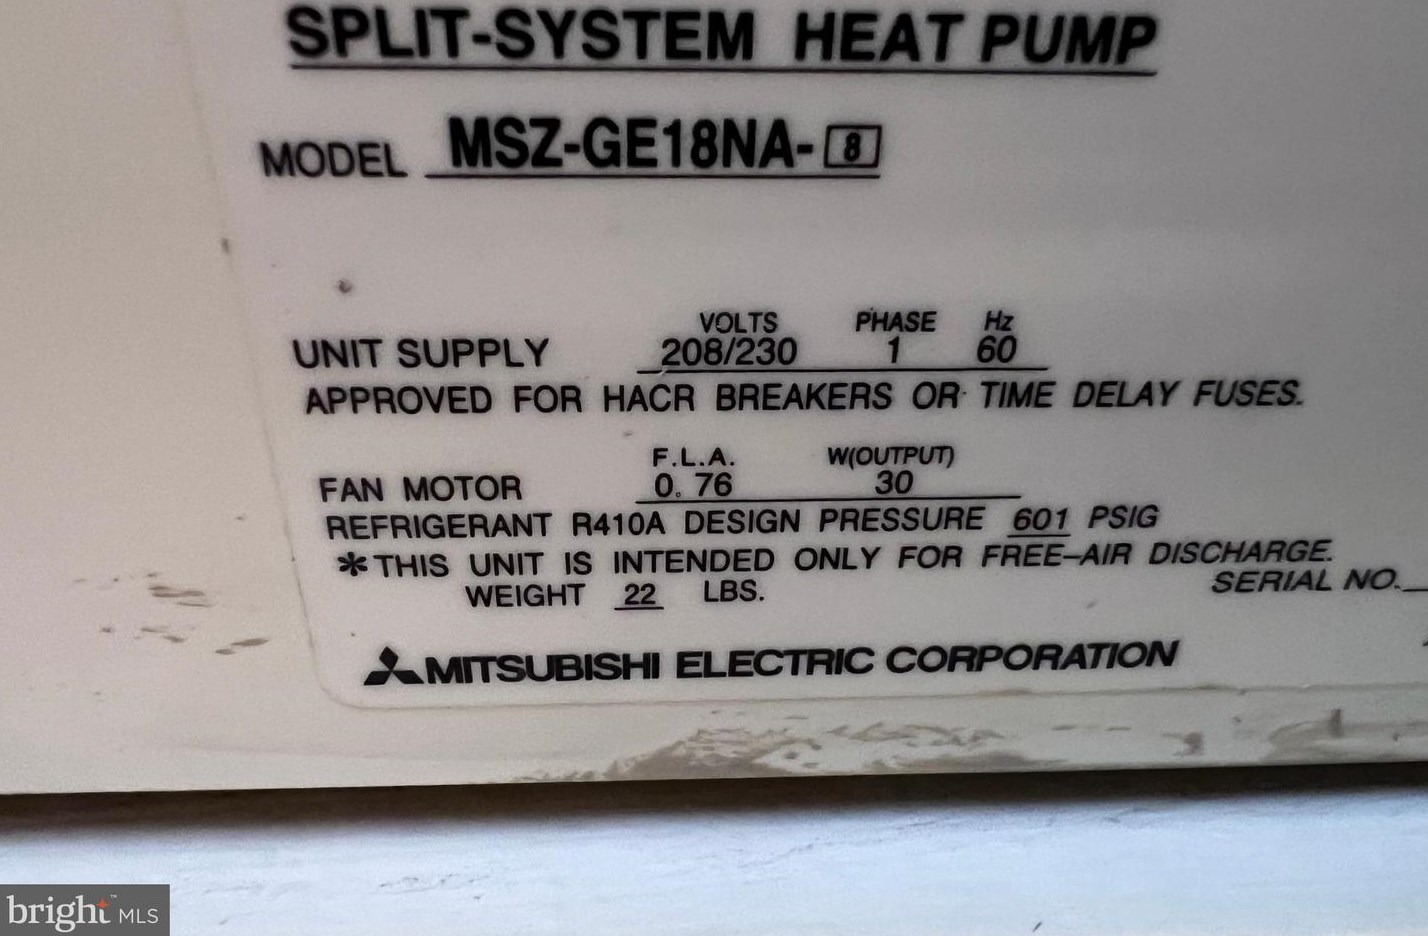 SPLIT-SYSTEM HEAT PUMP
MODEL MSZ-GE18NA-8
VOLTS PHASE Hz
UNIT SUPPLY 208/230 1 60
APPROVED FOR HACR BREAKERS OR TIME DELAY FUSES.
F.L.A. W(OUTPUT)
FAN MOTOR 0.76 30
REFRIGERANT R410A DESIGN PRESSURE 601 PSIG
*THIS UNIT IS INTENDED ONLY FOR FREE-AIR DISCHARGE.
WEIGHT 22 LBS. SERIAL NO.
MITSUBISHI ELECTRIC CORPORATION
bright™ MLS